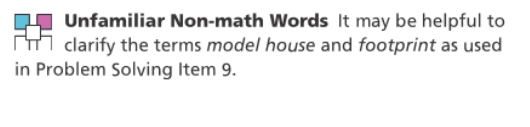 Unfamiliar Non-math Words It may be helpful to
clarify the terms model house and footprint as used
in Problem Solving Item 9.